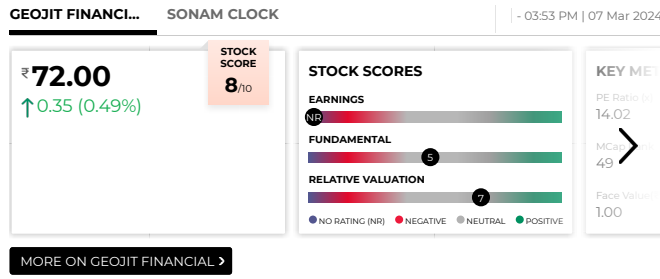 GEOJIT FINANCI... SONAM CLOCK - 03:53 PM | 07 Mar 2024
₹72.00
↑0.35 (0.49%)
STOCK
SCORE
8/10
STOCK SCORES
EARNINGS
NR
FUNDAMENTAL
5
RELATIVE VALUATION
7
NO RATING (NR) NEGATIVE NEUTRAL POSITIVE
KEY ME
PE Ratio
14.02
MCap
49
Face Value
1.00
MORE ON GEOJIT FINANCIAL >